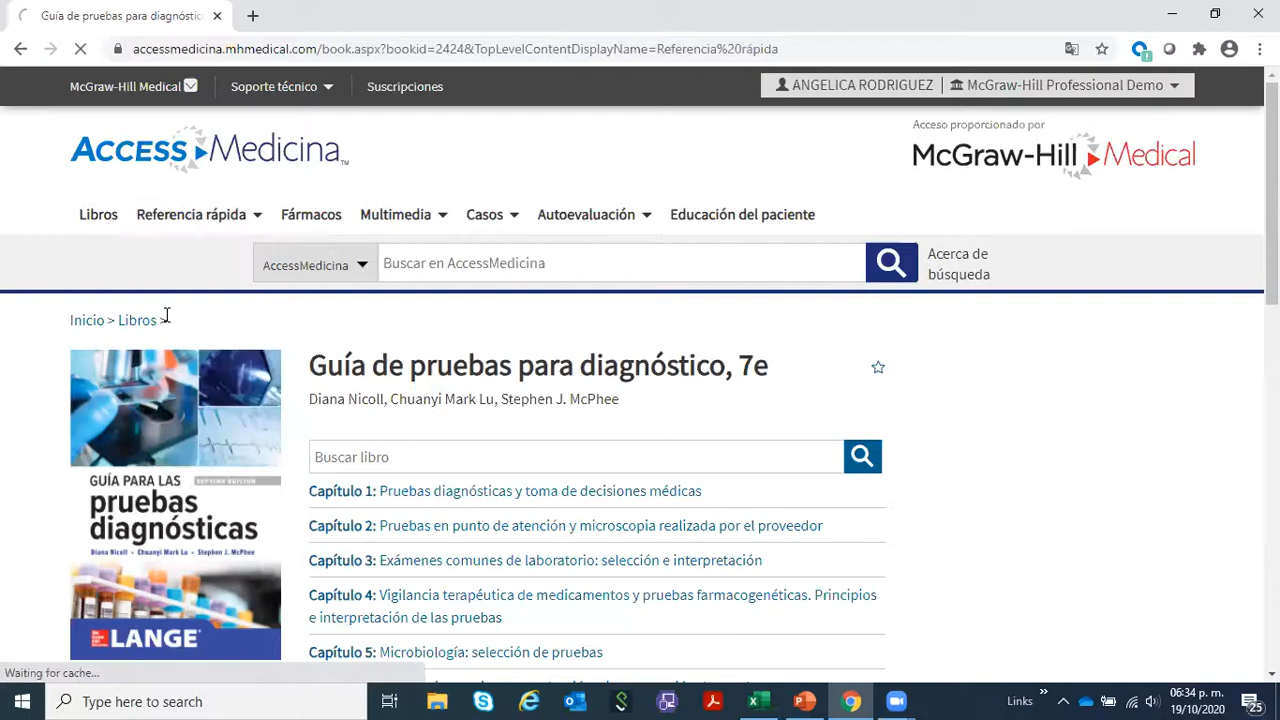 Guía de pruebas para diagnóstic
accessmedicina.mhmedical.com/book.aspx?bookid=2424&TopLevelContentDisplayName=Referencia%20rápida
McGraw-Hill Medical Soporte técnico Suscripciones ANGELICA RODRIGUEZ McGraw-Hill Professional Demo
Acceso proporcionado por
ACCESS Medicina™
McGraw-Hill Medical
Libros Referencia rápida Fármacos Multimedia Casos Autoevaluación Educación del paciente
AccessMedicina Buscar en AccessMedicina Acerca de
búsqueda
Inicio > Libros >
Guía de pruebas para diagnóstico, 7e
Diana Nicoll, Chuanyi Mark Lu, Stephen J. McPhee
Buscar libro
GUÍA PARA LAS SEPTIMA EDICIÓN
pruebas
diagnósticas
Diana Nicoll • Chuanyi Mark Lu • Stephen J. McPhee
LANGE
Capítulo 1: Pruebas diagnósticas y toma de decisiones médicas
Capítulo 2: Pruebas en punto de atención y microscopia realizada por el proveedor
Capítulo 3: Exámenes comunes de laboratorio: selección e interpretación
Capítulo 4: Vigilancia terapéutica de medicamentos y pruebas farmacogenéticas. Principios
e interpretación de las pruebas
Capítulo 5: Microbiología: selección de pruebas
Waiting for cache...
Type here to search
Links
06:34 p. m.
19/10/2020
25